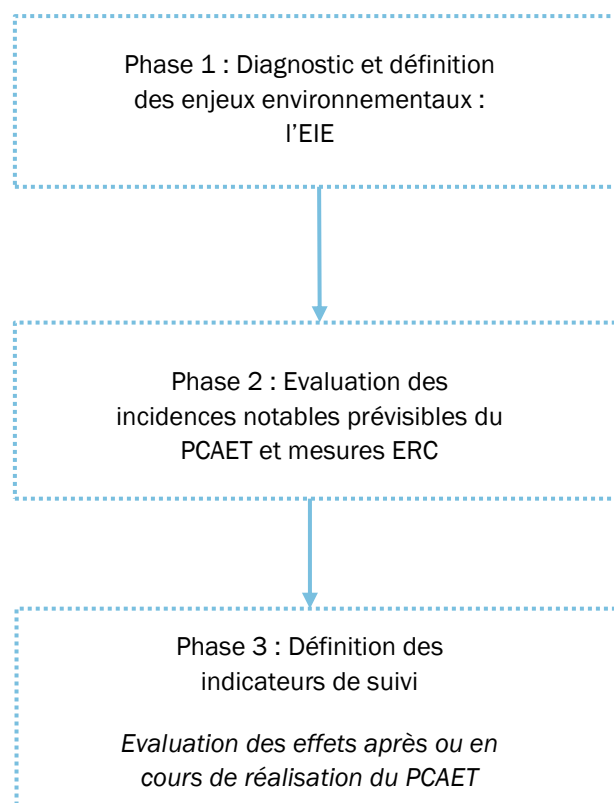 Phase 1 : Diagnostic et définition
des enjeux environnementaux :
l’EIE
Phase 2 : Evaluation des
incidences notables prévisibles du
PCAET et mesures ERC
Phase 3 : Définition des
indicateurs de suivi
Evaluation des effets après ou en
cours de réalisation du PCAET